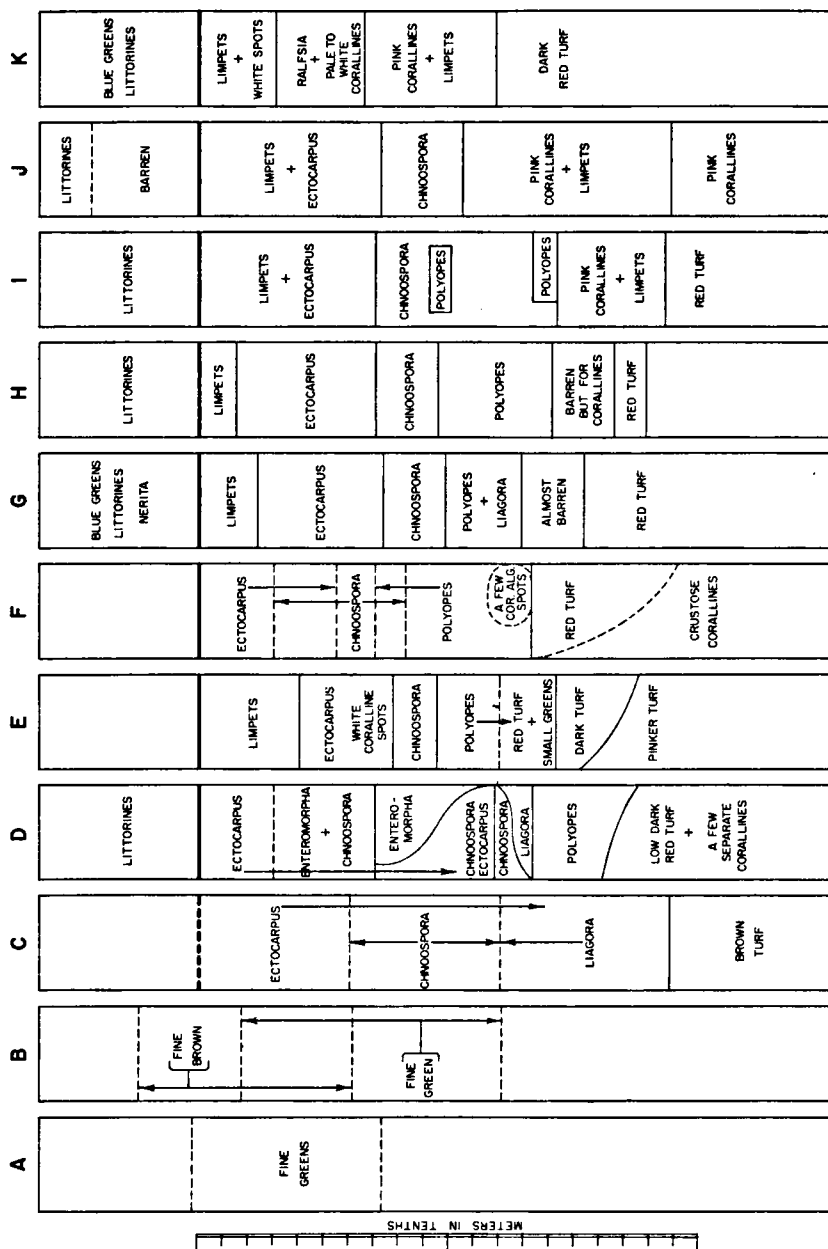 A
FINE
GREENS
B
FINE
BROWN
FINE
GREEN
C
ECTOCARPUS
CHNOOSPORA
LIAGORA
BROWN
TURF
D
LITTORINES
ECTOCARPUS
ENTEROMORPHA
+
CHNOOSPORA
ENTERO-
MORPHA
CHNOOSPORA
ECTOCARPUS
CHNOOSPORA
LIAGORA
POLYOPES
LOW DARK
RED TURF
+
A FEW
SEPARATE
CORALLINES
E
LIMPETS
ECTOCARPUS
WHITE
CORALLINE
SPOTS
CHNOOSPORA
POLYOPES
RED TURF
+
SMALL GREENS
DARK TURF
PINKER TURF
F
ECTOCARPUS
CHNOOSPORA
POLYOPES
A FEW
COR. ALG.
SPOTS
RED TURF
CRUSTOSE
CORALLINES
G
BLUE GREENS
LITTORINES
NERITA
LIMPETS
ECTOCARPUS
CHNOOSPORA
POLYOPES
+
LIAGORA
ALMOST
BARREN
RED TURF
H
LITTORINES
LIMPETS
ECTOCARPUS
CHNOOSPORA
POLYOPES
BARREN
BUT FOR
CORALLINES
RED TURF
I
LITTORINES
LIMPETS
+
ECTOCARPUS
CHNOOSPORA
POLYOPES
POLYOPES
PINK
CORALLINES
+
LIMPETS
RED TURF
J
LITTORINES
BARREN
LIMPETS
+
ECTOCARPUS
CHNOOSPORA
PINK
CORALLINES
+
LIMPETS
PINK
CORALLINES
K
BLUE GREENS
LITTORINES
LIMPETS
+
WHITE SPOTS
RALFSIA
+
PALE TO
WHITE
CORALLINES
PINK
CORALLINES
+
LIMPETS
DARK
RED TURF
METERS IN TENTHS